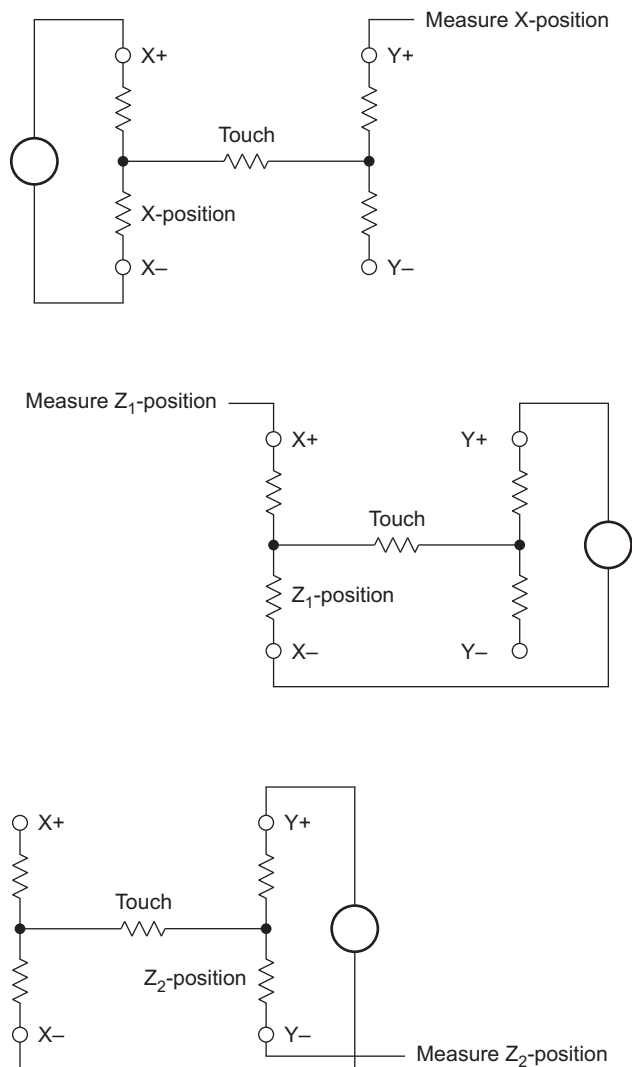 Measure X-position
X+
Y+
Touch
X-position
X–
Y–
Measure Z₁-position
X+
Y+
Touch
Z₁-position
X–
Y–
X+
Y+
Touch
Z₂-position
X–
Y–
Measure Z₂-position